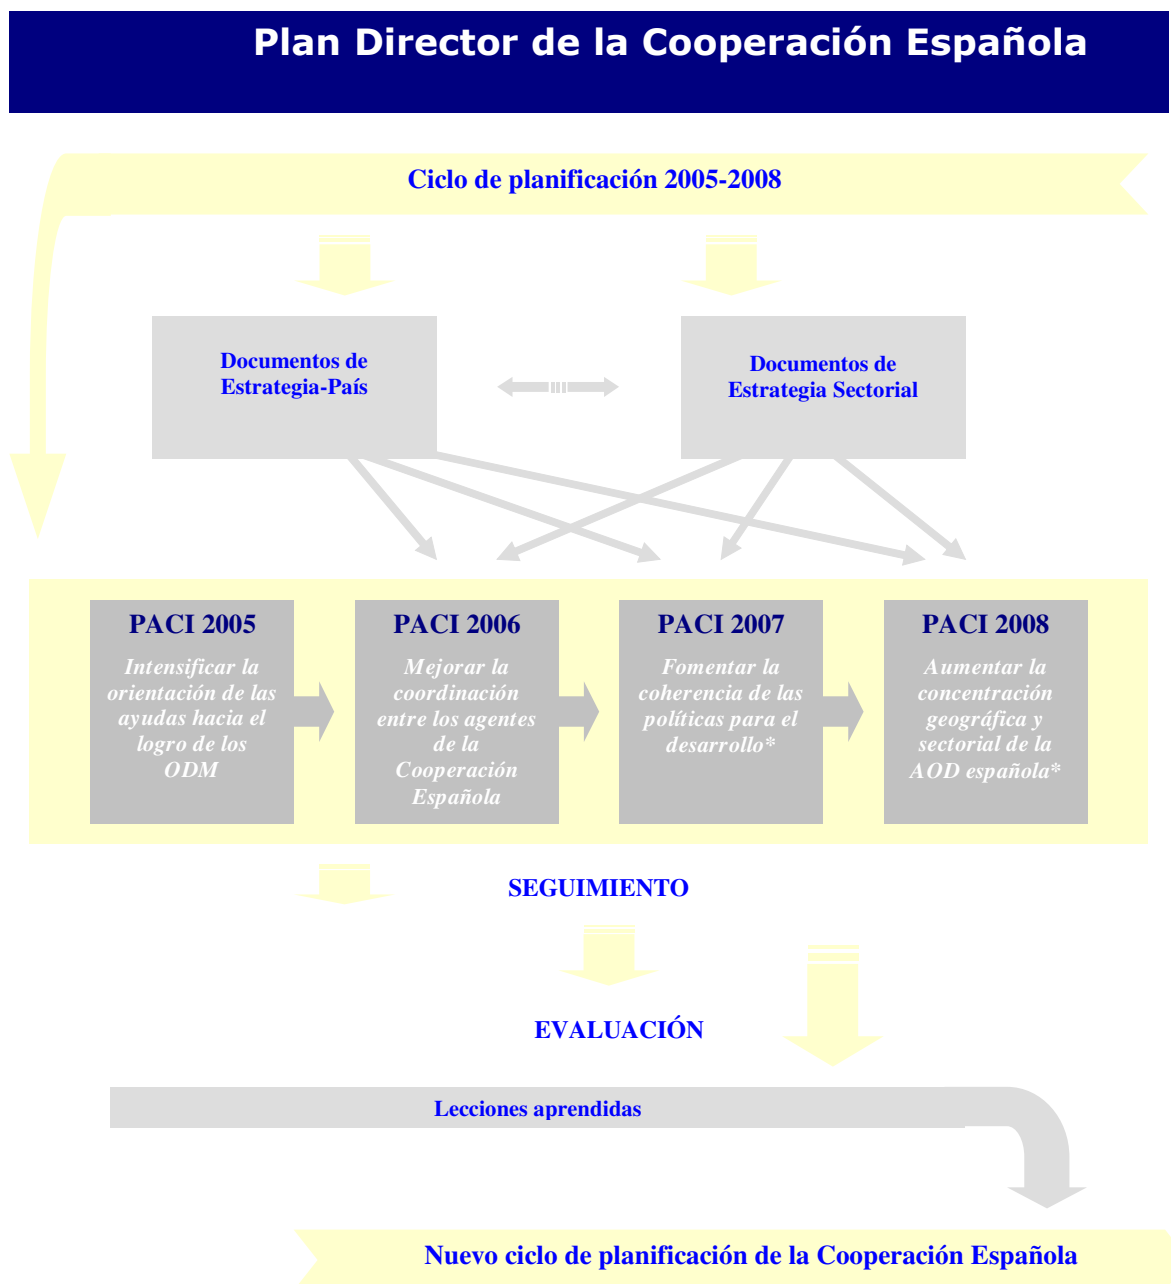 Plan Director de la Cooperación Española
Ciclo de planificación 2005-2008
Documentos de
Estrategia-País
Documentos de
Estrategia Sectorial
PACI 2005
Intensificar la
orientación de las
ayudas hacia el
logro de los
ODM
PACI 2006
Mejorar la
coordinación
entre los agentes
de la
Cooperación
Española
PACI 2007
Fomentar la
coherencia de las
políticas para el
desarrollo*
PACI 2008
Aumentar la
concentración
geográfica y
sectorial de la
AOD española*
SEGUIMIENTO
EVALUACIÓN
Lecciones aprendidas
Nuevo ciclo de planificación de la Cooperación Española